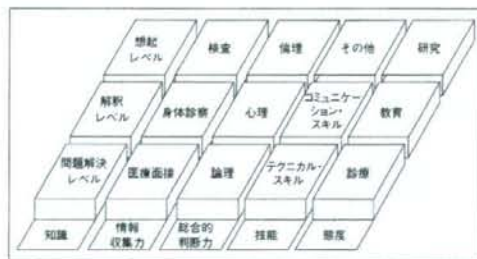 想起
レベル
検査
倫理
その他
研究
解釈
レベル
身体診察
心理
コミュニケー
ション・
スキル
教育
問題解決
レベル
医療面接
論理
テクニカル・
スキル
診療
知識
情報
収集力
総合的
判断力
技能
態度